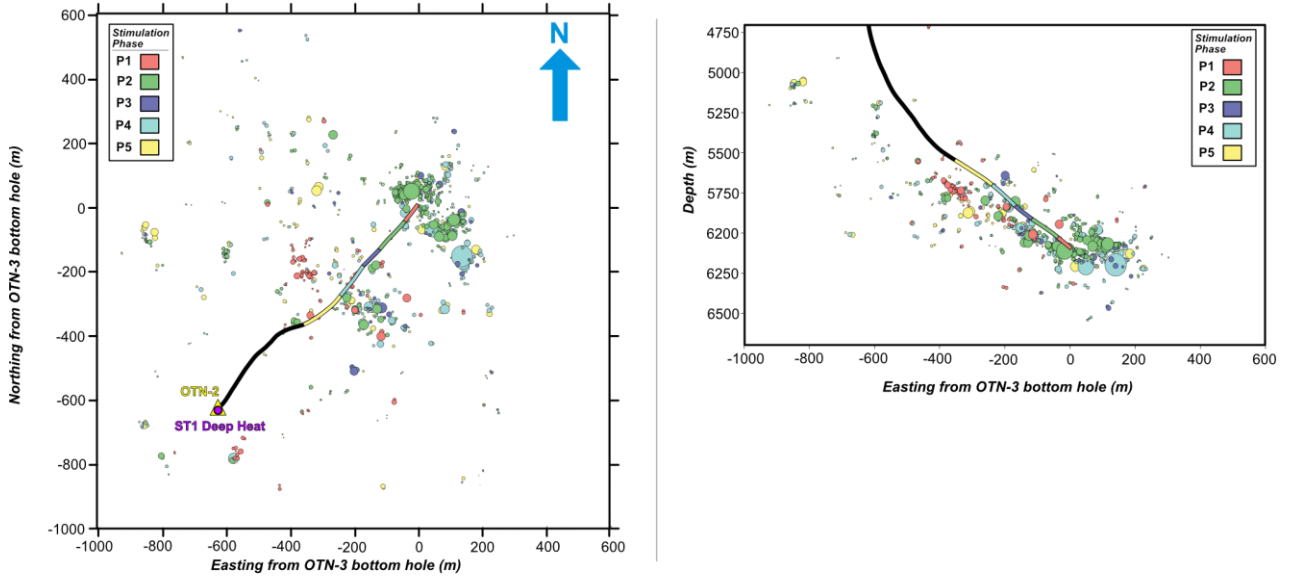 600
400
200
0
-200
-400
-600
-800
-1000
Northing from OTN-3 bottom hole (m)
Stimulation
Phase
P1
P2
P3
P4
P5
N
OTN-2
ST1 Deep Heat
-1000 -800 -600 -400 -200 0 200 400 600
Easting from OTN-3 bottom hole (m)
4750
5000
5250
5500
5750
6200
6250
6500
Depth (m)
Stimulation
Phase
P1
P2
P3
P4
P5
-1000 -800 -600 -400 -200 0 200 400 600
Easting from OTN-3 bottom hole (m)